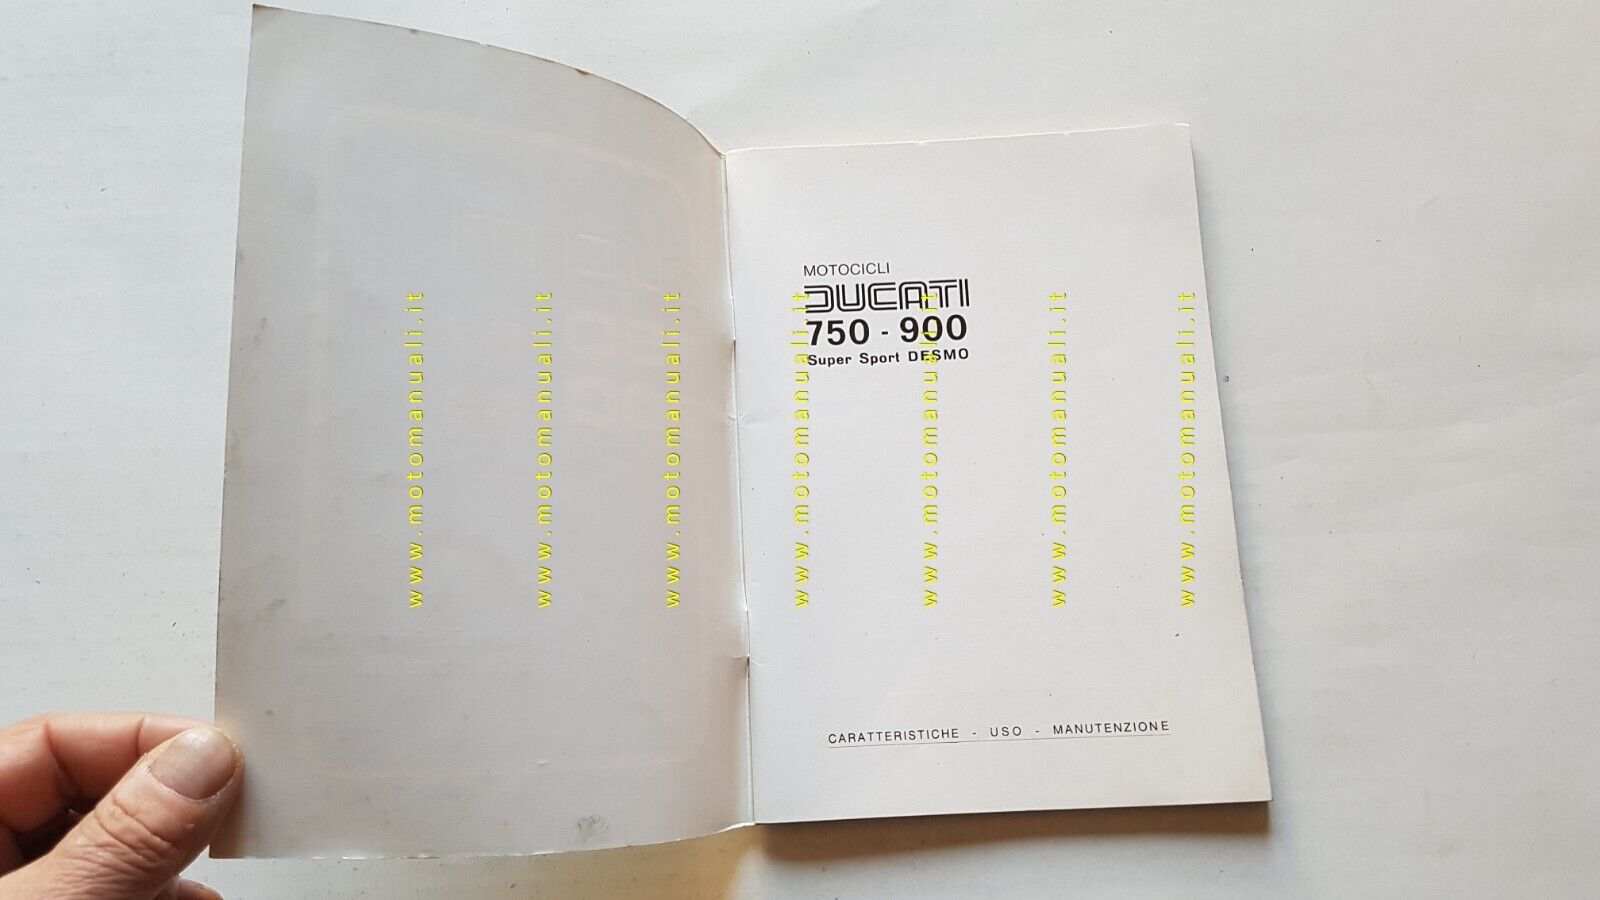 MOTOCICLI
DUCATI
750 - 900
Super Sport DESMO
www.motomanuali.it
www.motomanuali.it
www.motomanuali.it
www.motomanuali.it
www.motomanuali.it
www.motomanuali.it
www.motomanuali.it
CARATTERISTICHE - USO - MANUTENZIONE